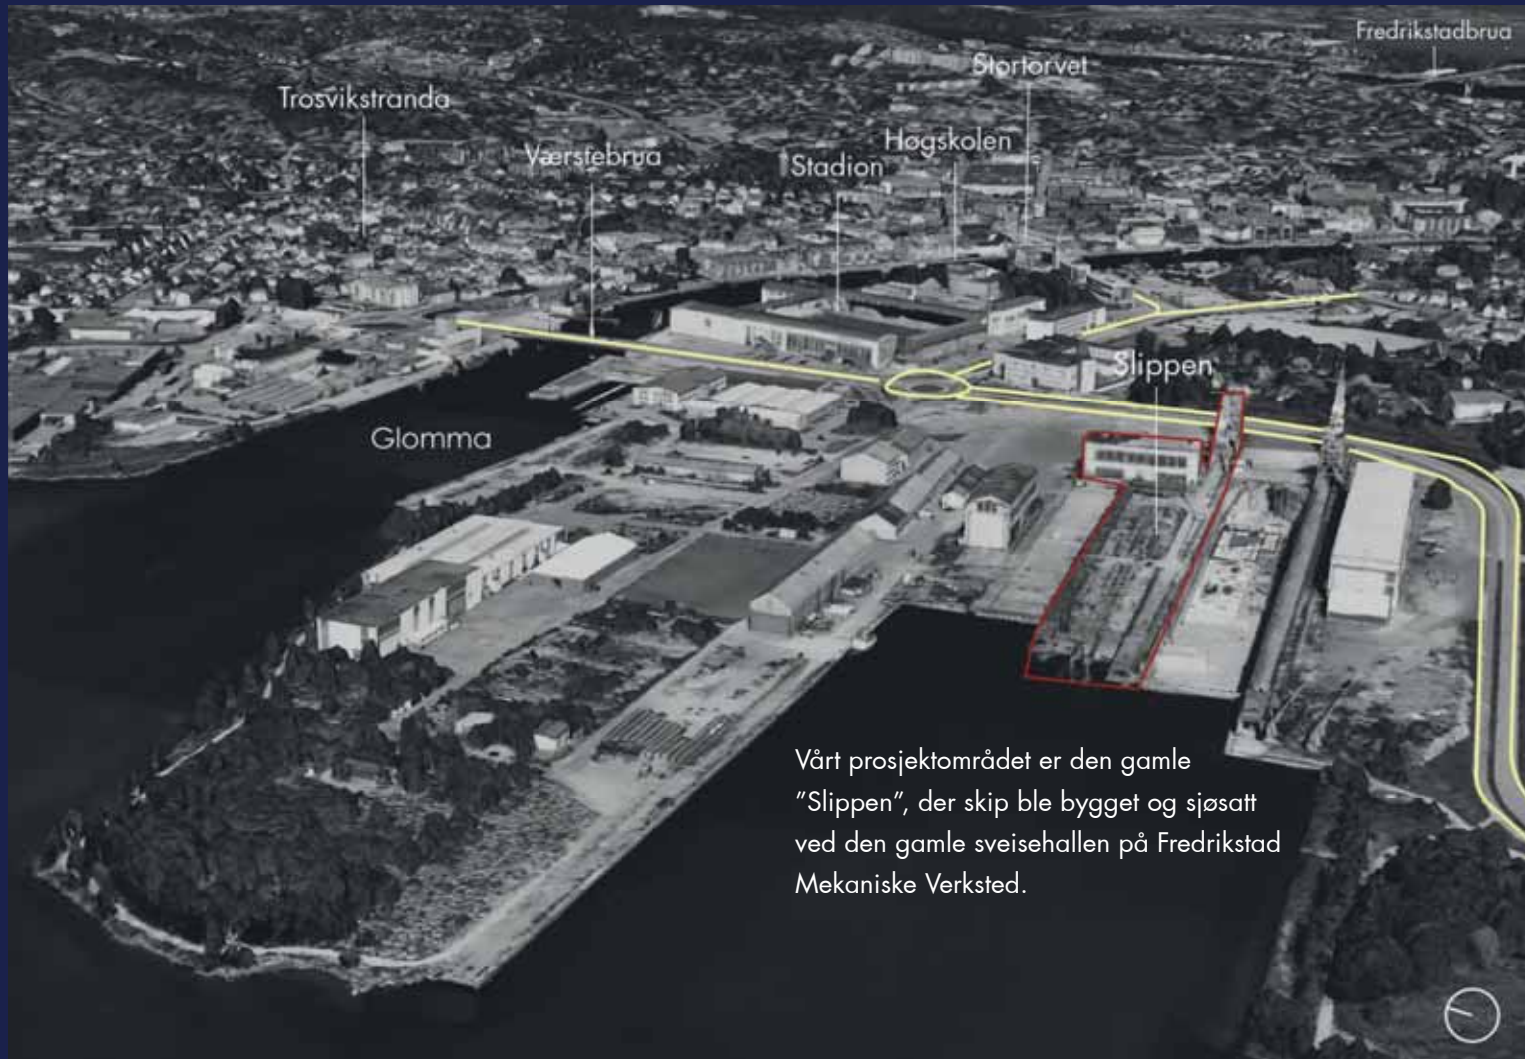 Fredrikstadbrua
Stortorvet
Trosvikstranda
Høgskolen
Værstebrua
Stadion
Slippen
Glomma
Vårt prosjektområdet er den gamle
”Slippen”, der skip ble bygget og sjøsatt
ved den gamle sveisehallen på Fredrikstad
Mekaniske Verksted.